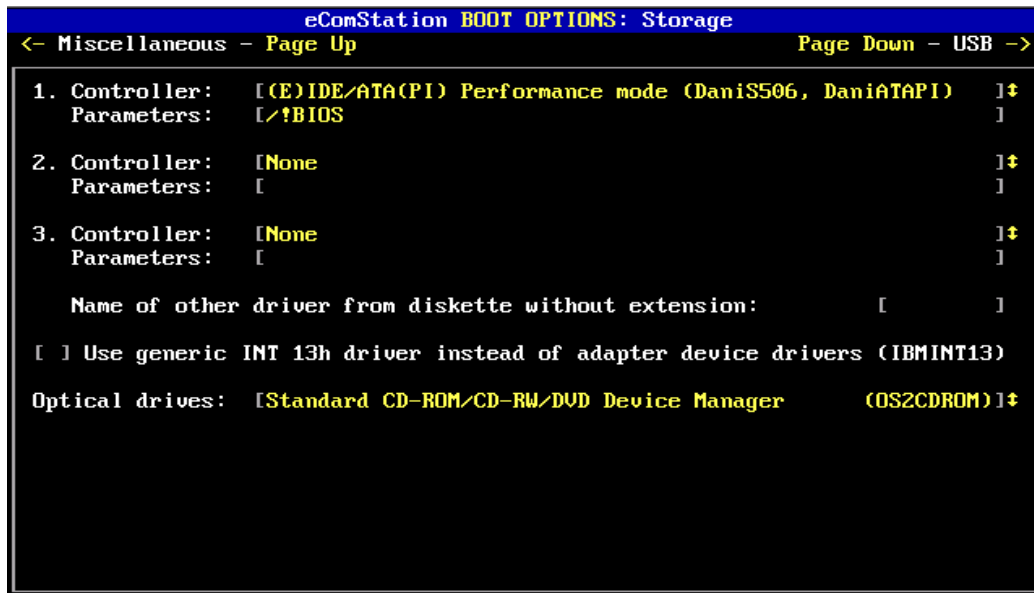 eComStation BOOT OPTIONS: Storage
<- Miscellaneous - Page Up Page Down - USB ->
1. Controller: [(E)IDE/ATA(PI) Performance mode (DaniS506, DaniATAPI) ]↕
Parameters: [/!BIOS ]
2. Controller: [None ]↕
Parameters: [ ]
3. Controller: [None ]↕
Parameters: [ ]
Name of other driver from diskette without extension: [ ]
[ ] Use generic INT 13h driver instead of adapter device drivers (IBMINT13)
Optical drives: [Standard CD-ROM/CD-RW/DVD Device Manager (OS2CDROM)]↕